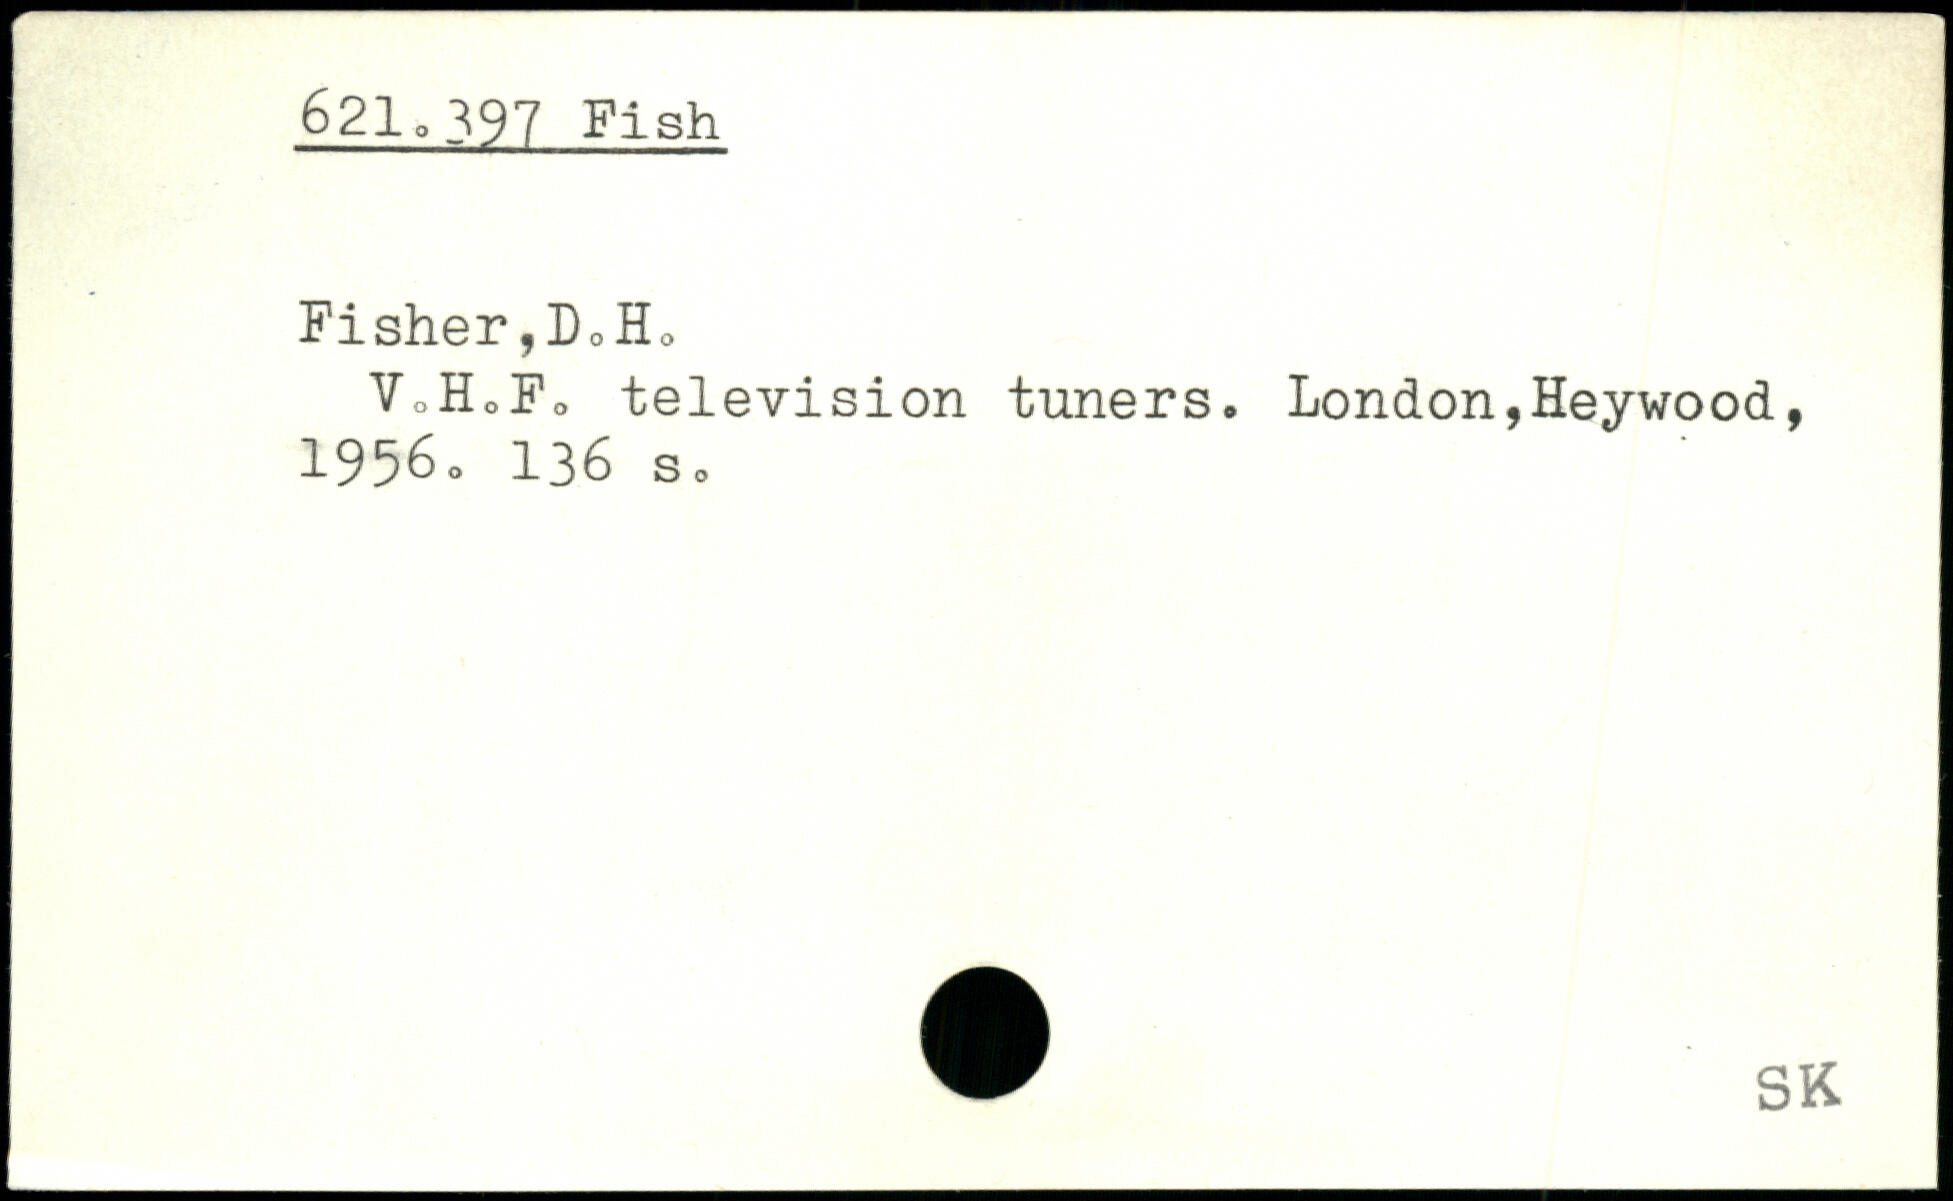 621.397 Fish
Fisher,D.H.
V.H.F. television tuners. London,Heywood,
1956. 136 s.
SK